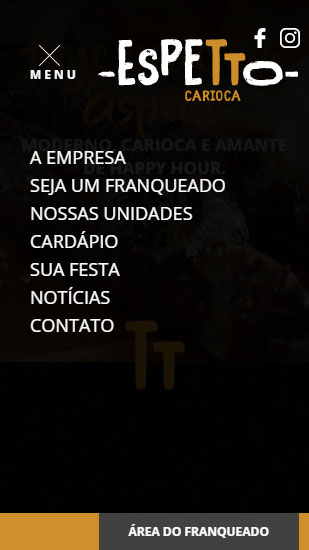 MENU
-ESPETTO-
CARIOCA
MODERNO, CARIOCA E AMANTE
DE HAPPY HOUR.
A EMPRESA
SEJA UM FRANQUEADO
NOSSAS UNIDADES
CARDÁPIO
SUA FESTA
NOTÍCIAS
CONTATO
TT
ÁREA DO FRANQUEADO